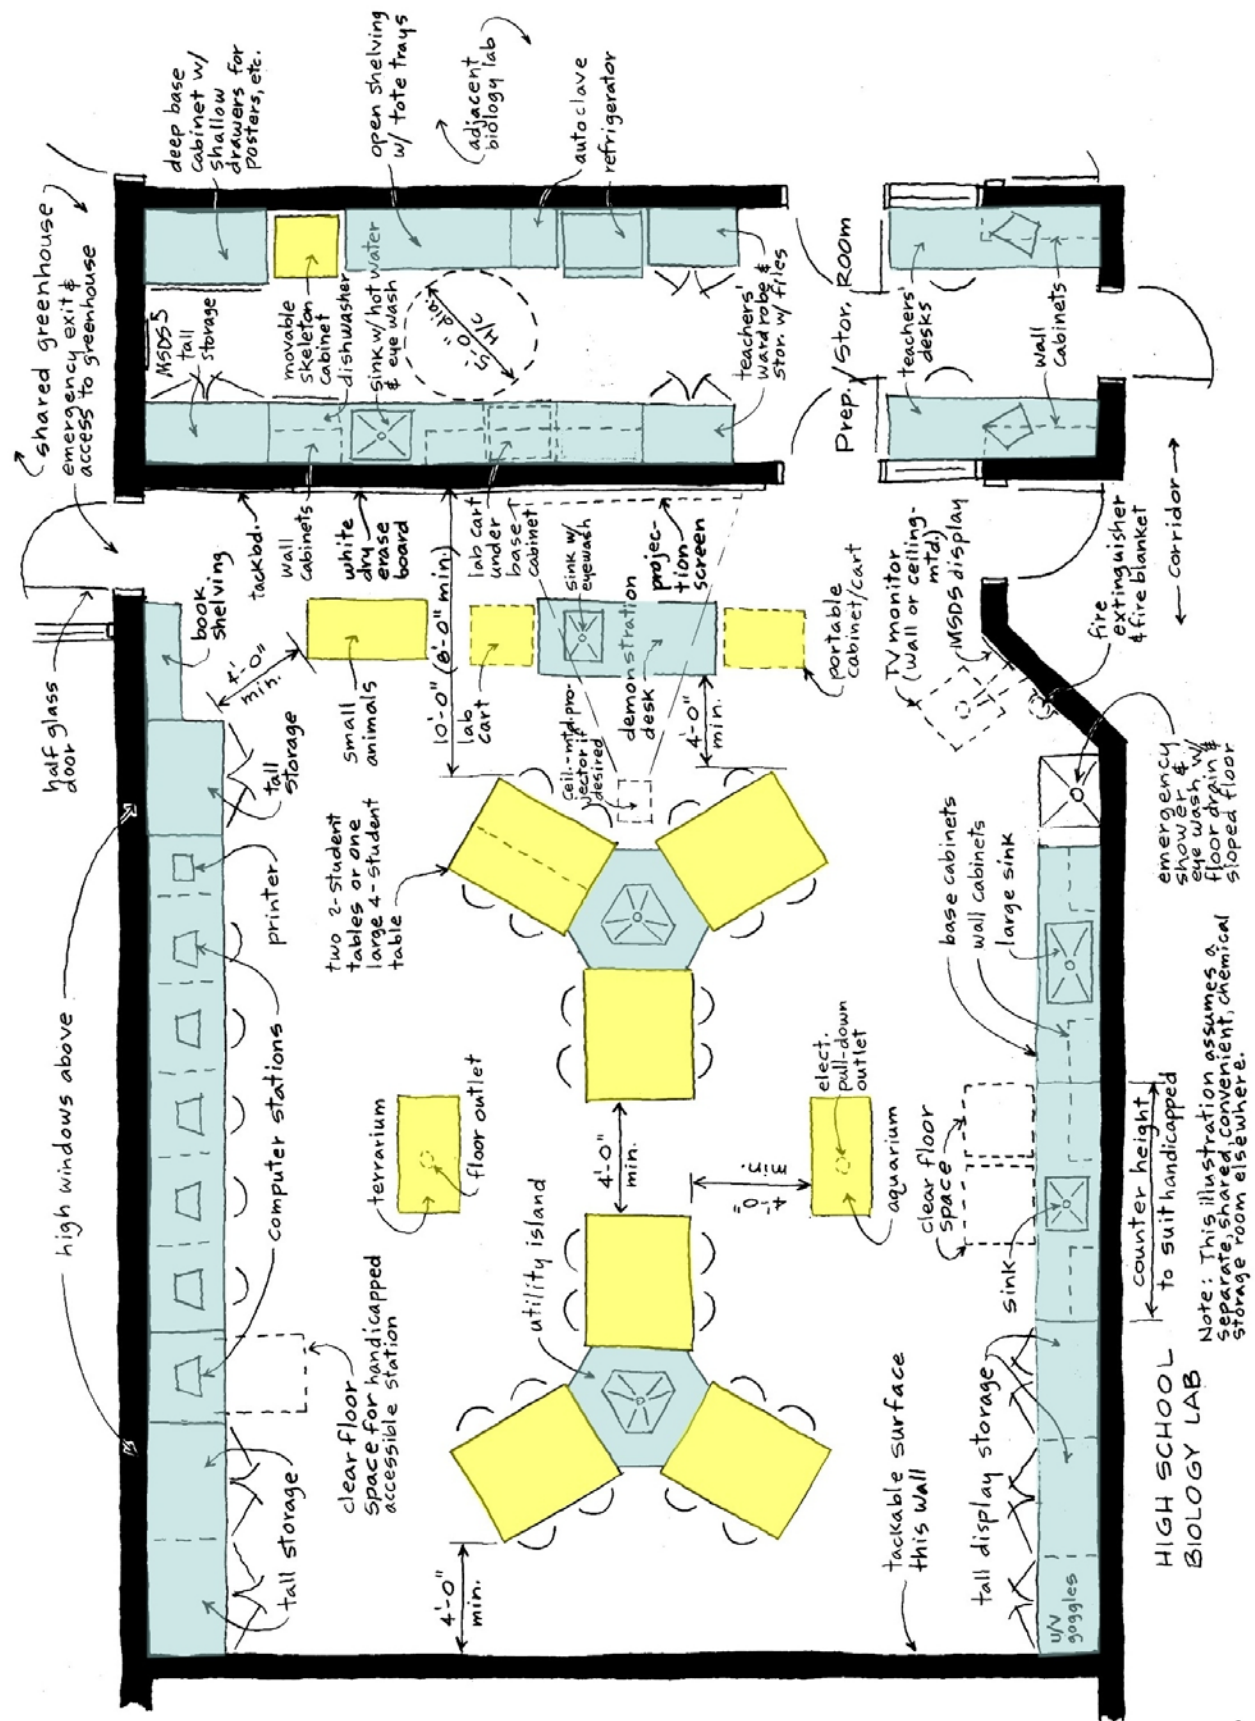 shared greenhouse
emergency exit &
access to greenhouse
deep base
cabinet w/
shallow
drawers for
posters, etc.
open shelving
w/ tote trays
adjacent
biology lab
autoclave
refrigerator
MSDS's
tall
storage
movable
skeleton
cabinet
dishwasher
sink w/ hot water
& eye wash
5'-0" dia.
H/C
teachers'
wardrobe &
stor. w/ files
Prep./Stor. ROOM
teachers'
desks
wall
cabinets
half glass
door
book
shelving
tackbd.
wall
cabinets
white
dry
erase
board
lab cart
under
base
cabinet
sink w/
eyewash
projec-
tion
screen
4'-0"
min.
small
animals
10'-0" (8'-0" min.)
lab
cart
demonstration
desk
ceil.-mtd. pro-
jector if
desired
4'-0"
min.
portable
cabinet/cart
TV monitor
(wall or ceiling-
mtd.)
MSDS display
fire
extinguisher
& fire blanket
corridor
emergency
shower &
eye wash w/
floor drain &
sloped floor
high windows above
tall
storage
printer
computer stations
two 2-student
tables or one
large 4-student
table
base cabinets
wall cabinets
large sink
terrarium
floor outlet
4'-0"
min.
4'-0"
min.
elect.
pull-down
outlet
aquarium
clear floor
space
sink
counter height
to suit handicapped
utility island
clear floor
space for handicapped
accessible station
tall storage
4'-0"
min.
tackable surface
this wall
tall display storage
u/v
goggles
HIGH SCHOOL
BIOLOGY LAB
Note: This illustration assumes a
separate, shared, convenient, chemical
storage room elsewhere.